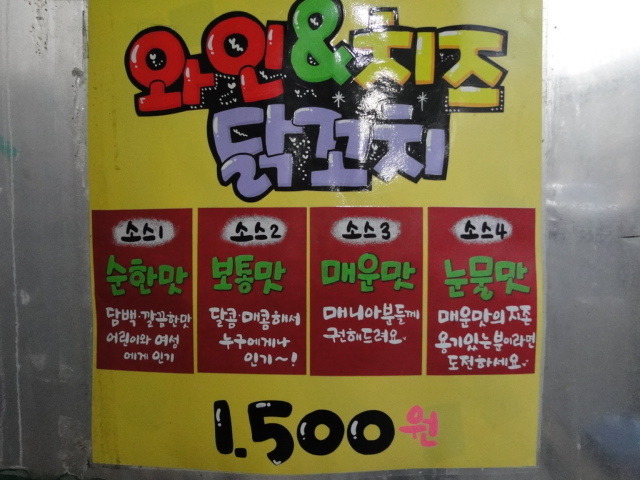 와인&치즈
닭꼬치
소스1
순한맛
담백·깔끔한맛
어린이와 여성
에게 인기
소스2
보통맛
달콤·매콤해서
누구에게나
인기~!
소스3
매운맛
매니아분들께
권해드려요
소스4
눈물맛
매운맛의 지존
용기있는분이라면
도전하세요
1.500원